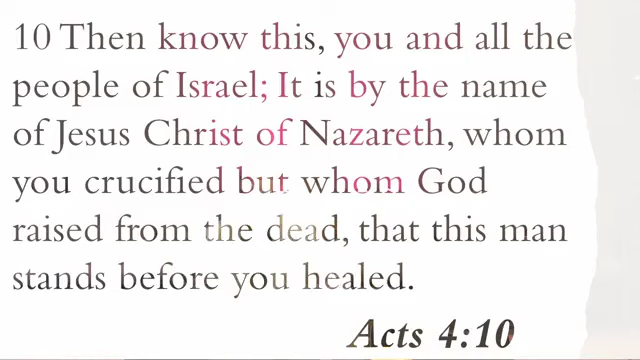 10 Then know this, you and all the
people of Israel; It is by the name
of Jesus Christ of Nazareth, whom
you crucified but whom God
raised from the dead, that this man
stands before you healed.
Acts 4:10